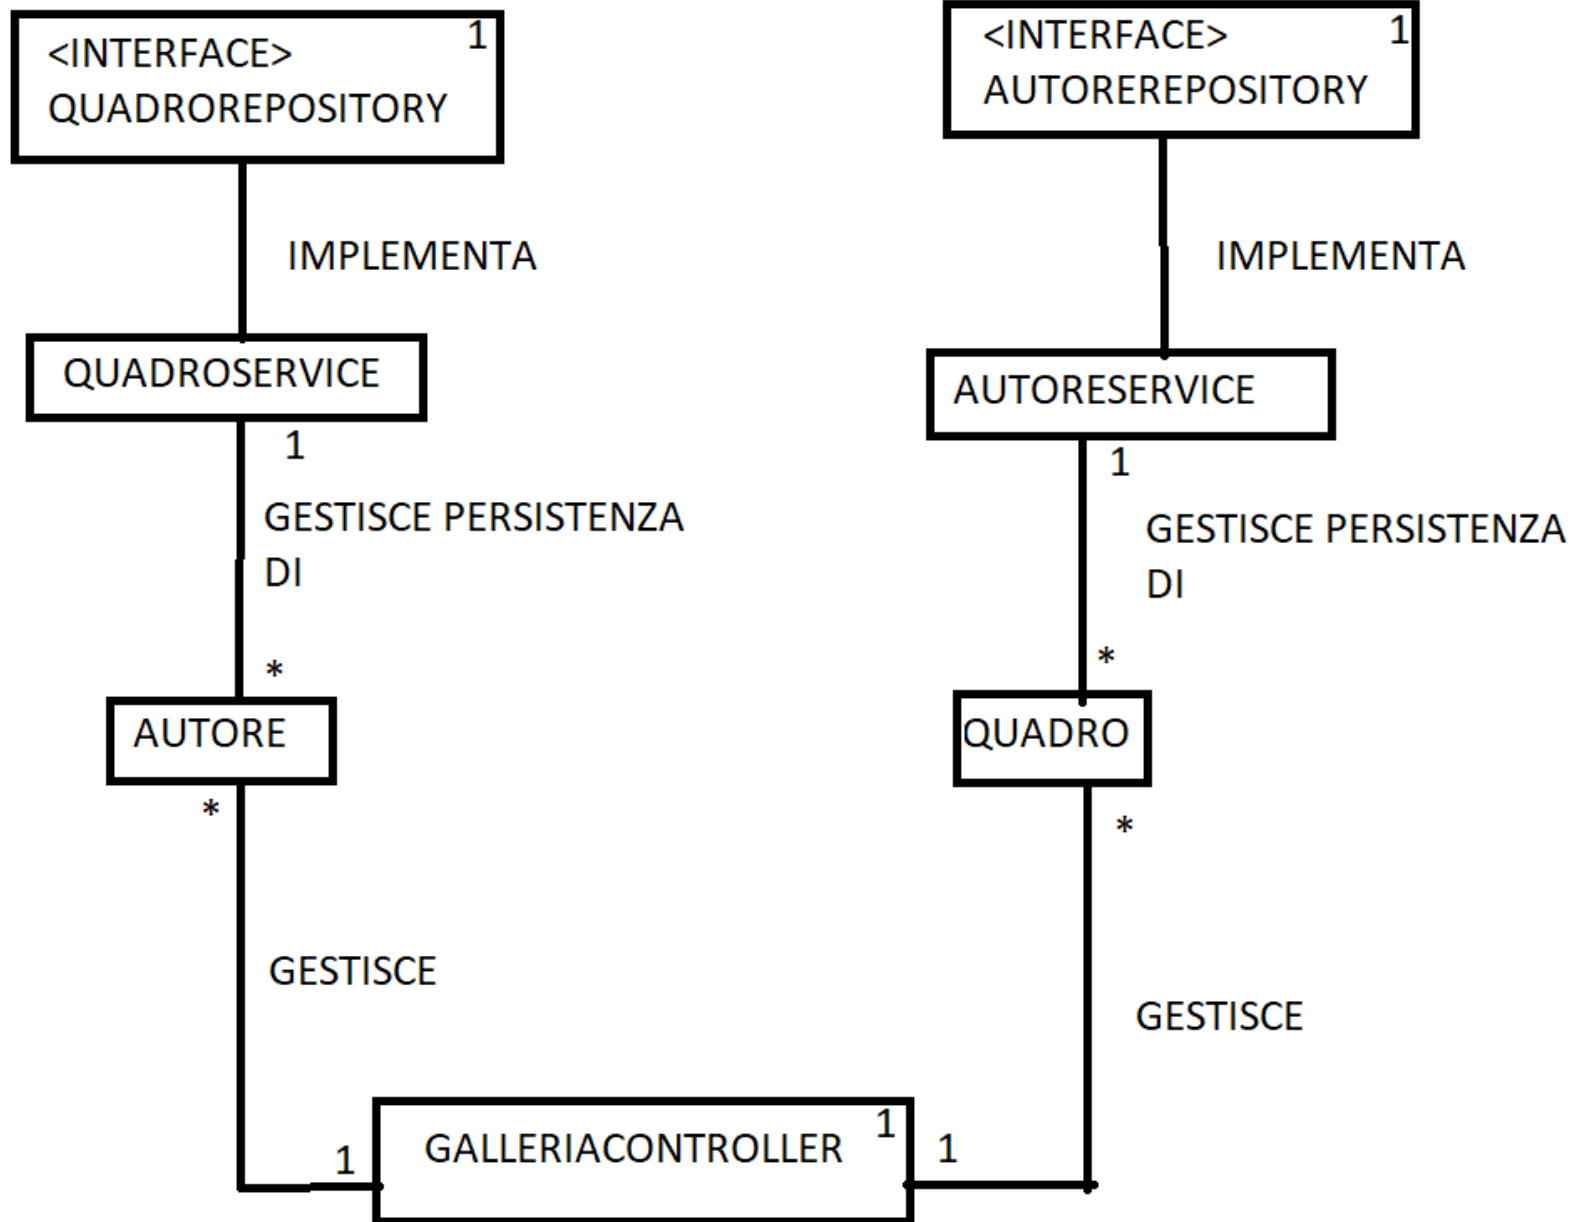 <INTERFACE> 1
QUADROREPOSITORY
<INTERFACE> 1
AUTOREREPOSITORY
IMPLEMENTA
IMPLEMENTA
QUADROSERVICE
AUTORESERVICE
1
1
GESTISCE PERSISTENZA
DI
GESTISCE PERSISTENZA
DI
*
*
AUTORE
QUADRO
*
*
GESTISCE
GESTISCE
1
GALLERIACONTROLLER 1
1